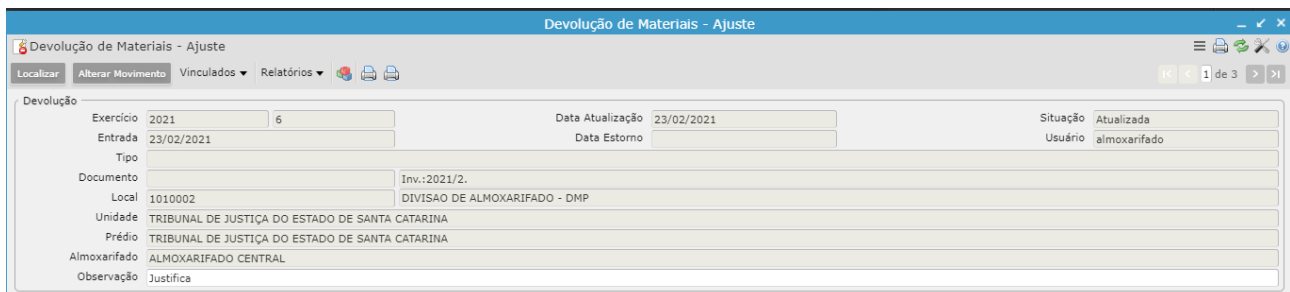 Devolução de Materiais - Ajuste
Devolução de Materiais - Ajuste
Localizar Alterar Movimento Vinculados Relatórios 1 de 3
Devolução
Exercício 2021 6 Data Atualização 23/02/2021 Situação Atualizada
Entrada 23/02/2021 Data Estorno Usuário almoxarifado
Tipo
Documento Inv.:2021/2.
Local 1010002 DIVISAO DE ALMOXARIFADO - DMP
Unidade TRIBUNAL DE JUSTIÇA DO ESTADO DE SANTA CATARINA
Prédio TRIBUNAL DE JUSTIÇA DO ESTADO DE SANTA CATARINA
Almoxarifado ALMOXARIFADO CENTRAL
Observação Justifica